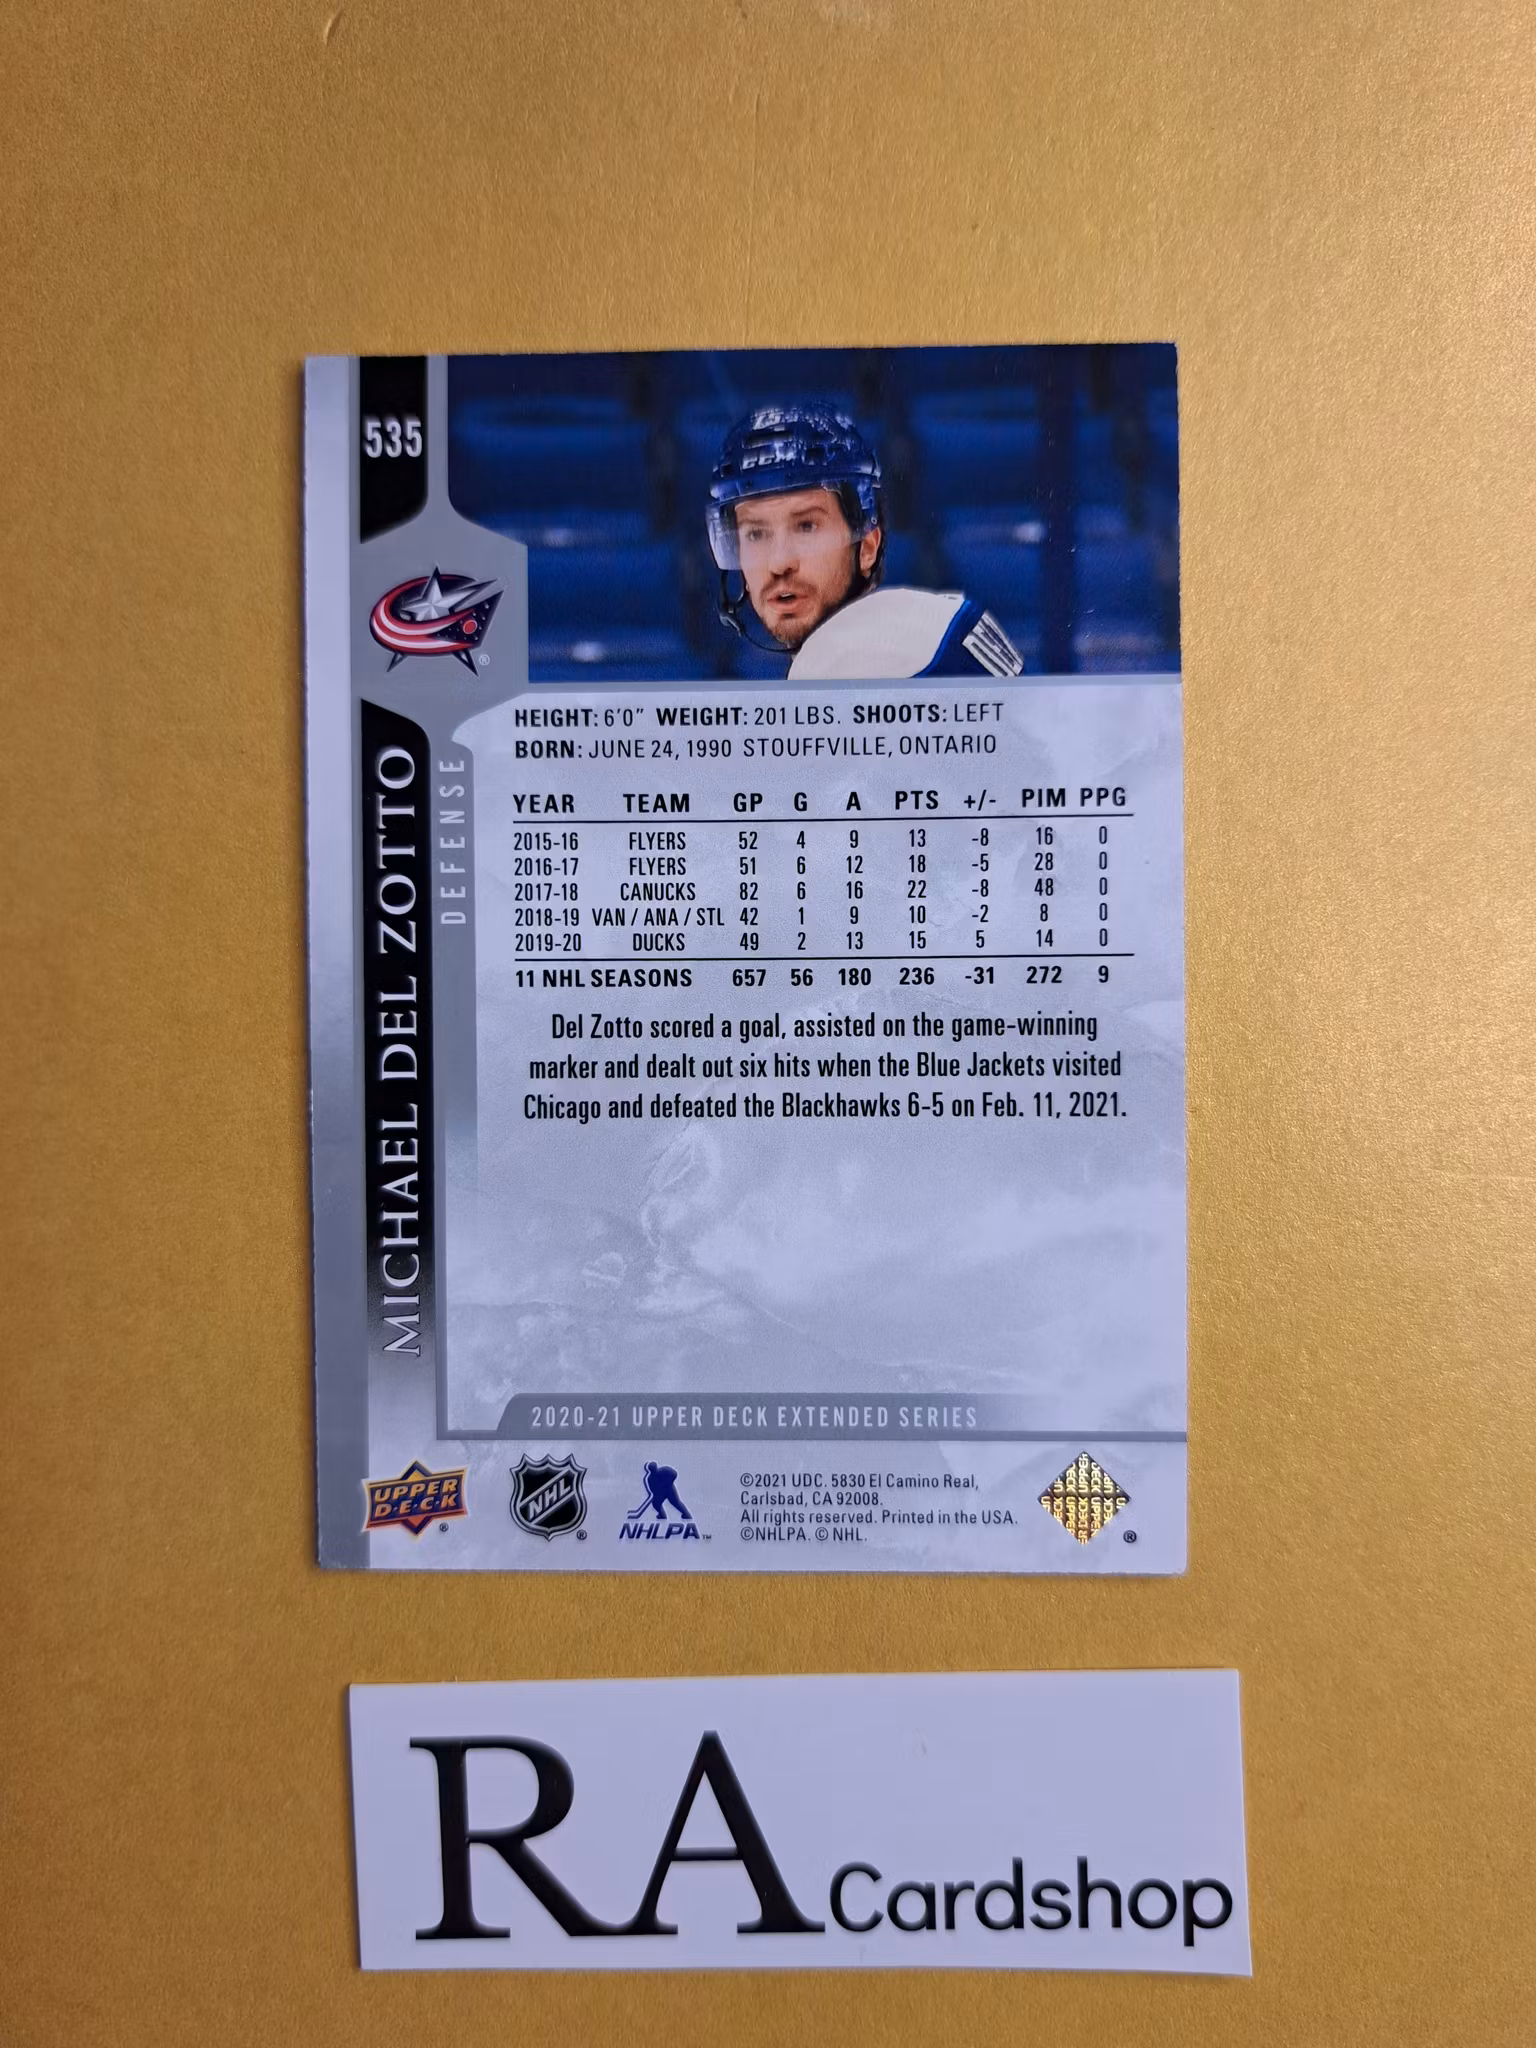 535
MICHAEL DEL ZOTTO
DEFENSE
HEIGHT: 6'0" WEIGHT: 201 LBS. SHOOTS: LEFT
BORN: JUNE 24, 1990 STOUFFVILLE, ONTARIO
YEAR TEAM GP G A PTS +/- PIM PPG
2015-16 FLYERS 52 4 9 13 -8 16 0
2016-17 FLYERS 51 6 12 18 -5 28 0
2017-18 CANUCKS 82 6 16 22 -8 48 0
2018-19 VAN / ANA / STL 42 1 9 10 -2 8 0
2019-20 DUCKS 49 2 13 15 5 14 0
11 NHL SEASONS 657 56 180 236 -31 272 9
Del Zotto scored a goal, assisted on the game-winning
marker and dealt out six hits when the Blue Jackets visited
Chicago and defeated the Blackhawks 6-5 on Feb. 11, 2021.
2020-21 UPPER DECK EXTENDED SERIES
UPPER
DECK ®
NHL ®
NHLPA™
©2021 UDC. 5830 El Camino Real,
Carlsbad, CA 92008.
All rights reserved. Printed in the USA.
©NHLPA. © NHL.
®
RA Cardshop